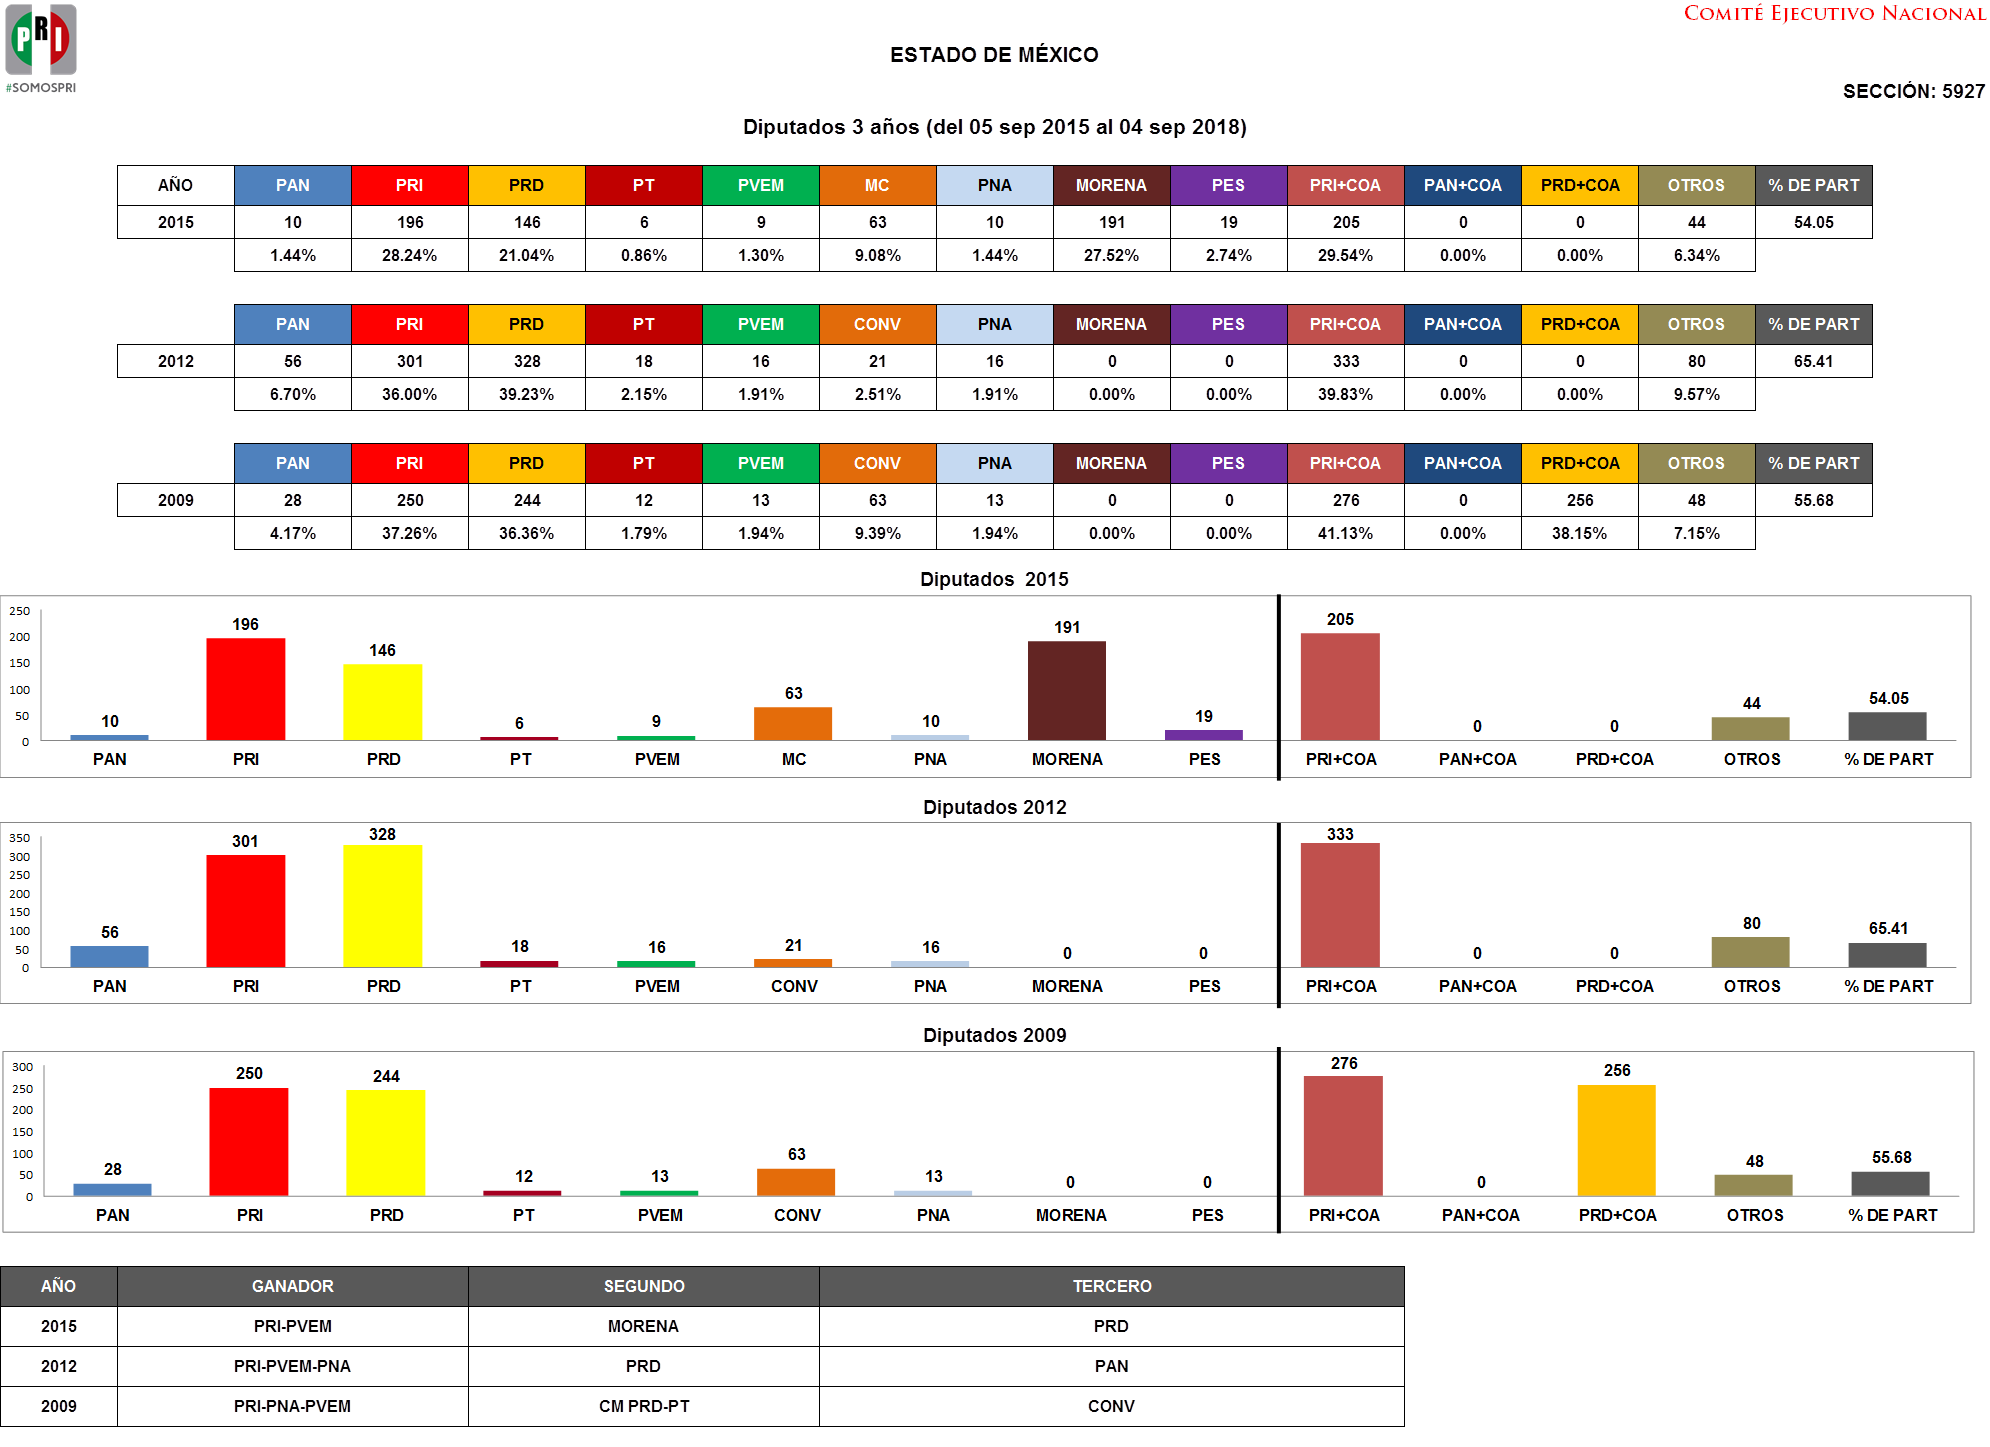 PRI
#SOMOSPRI
COMITÉ EJECUTIVO NACIONAL
ESTADO DE MÉXICO
SECCIÓN: 5927
Diputados 3 años (del 05 sep 2015 al 04 sep 2018)
AÑO PAN PRI PRD PT PVEM MC PNA MORENA PES PRI+COA PAN+COA PRD+COA OTROS % DE PART
2015 10 196 146 6 9 63 10 191 19 205 0 0 44 54.05
1.44% 28.24% 21.04% 0.86% 1.30% 9.08% 1.44% 27.52% 2.74% 29.54% 0.00% 0.00% 6.34%
PAN PRI PRD PT PVEM CONV PNA MORENA PES PRI+COA PAN+COA PRD+COA OTROS % DE PART
2012 56 301 328 18 16 21 16 0 0 333 0 0 80 65.41
6.70% 36.00% 39.23% 2.15% 1.91% 2.51% 1.91% 0.00% 0.00% 39.83% 0.00% 0.00% 9.57%
PAN PRI PRD PT PVEM CONV PNA MORENA PES PRI+COA PAN+COA PRD+COA OTROS % DE PART
2009 28 250 244 12 13 63 13 0 0 276 0 256 48 55.68
4.17% 37.26% 36.36% 1.79% 1.94% 9.39% 1.94% 0.00% 0.00% 41.13% 0.00% 38.15% 7.15%
Diputados 2015
250
200
150
100
50
0
10 196 146 6 9 63 10 191 19 205 0 0 44 54.05
PAN PRI PRD PT PVEM MC PNA MORENA PES PRI+COA PAN+COA PRD+COA OTROS % DE PART
Diputados 2012
350
300
250
200
150
100
50
0
56 301 328 18 16 21 16 0 0 333 0 0 80 65.41
PAN PRI PRD PT PVEM CONV PNA MORENA PES PRI+COA PAN+COA PRD+COA OTROS % DE PART
Diputados 2009
300
250
200
150
100
50
0
28 250 244 12 13 63 13 0 0 276 0 256 48 55.68
PAN PRI PRD PT PVEM CONV PNA MORENA PES PRI+COA PAN+COA PRD+COA OTROS % DE PART
AÑO GANADOR SEGUNDO TERCERO
2015 PRI-PVEM MORENA PRD
2012 PRI-PVEM-PNA PRD PAN
2009 PRI-PNA-PVEM CM PRD-PT CONV